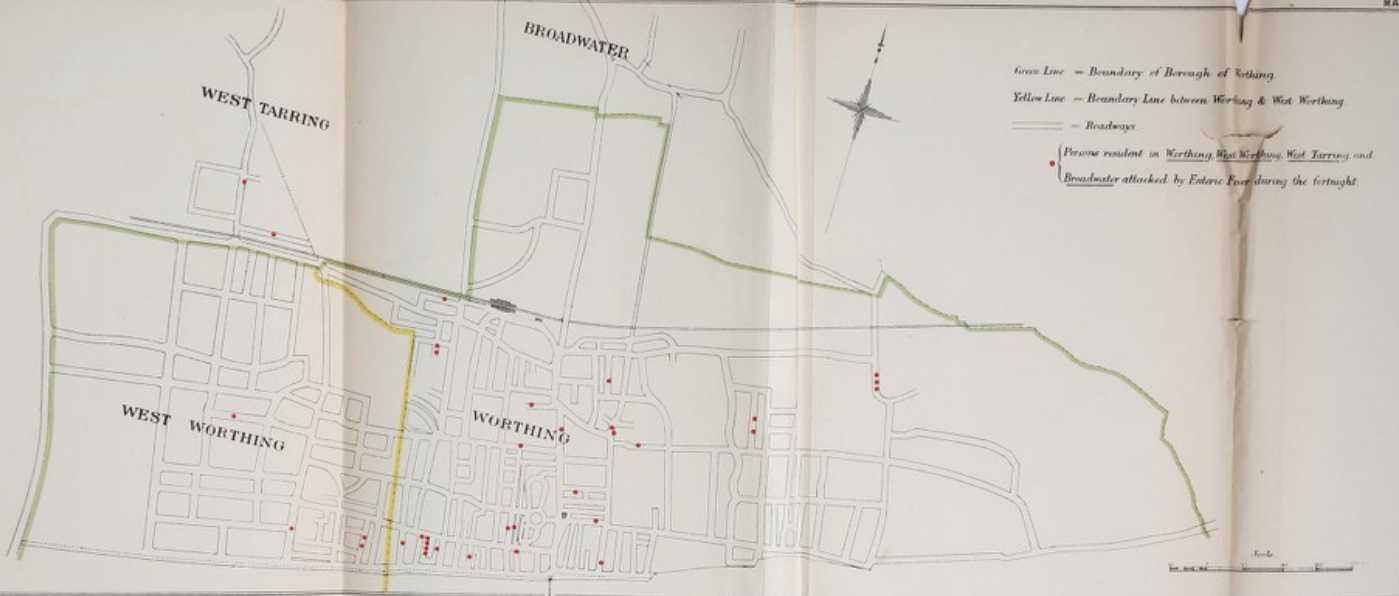 MA
BROADWATER
WEST TARRING
Green Line — Boundary of Borough of Worthing.
Yellow Line — Boundary Line between Worthing & West Worthing.
— Roadways.
Persons resident in Worthing, West Worthing, West Tarring, and
Broadwater attacked by Enteric Fever during the fortnight.
WEST WORTHING
WORTHING
Scale